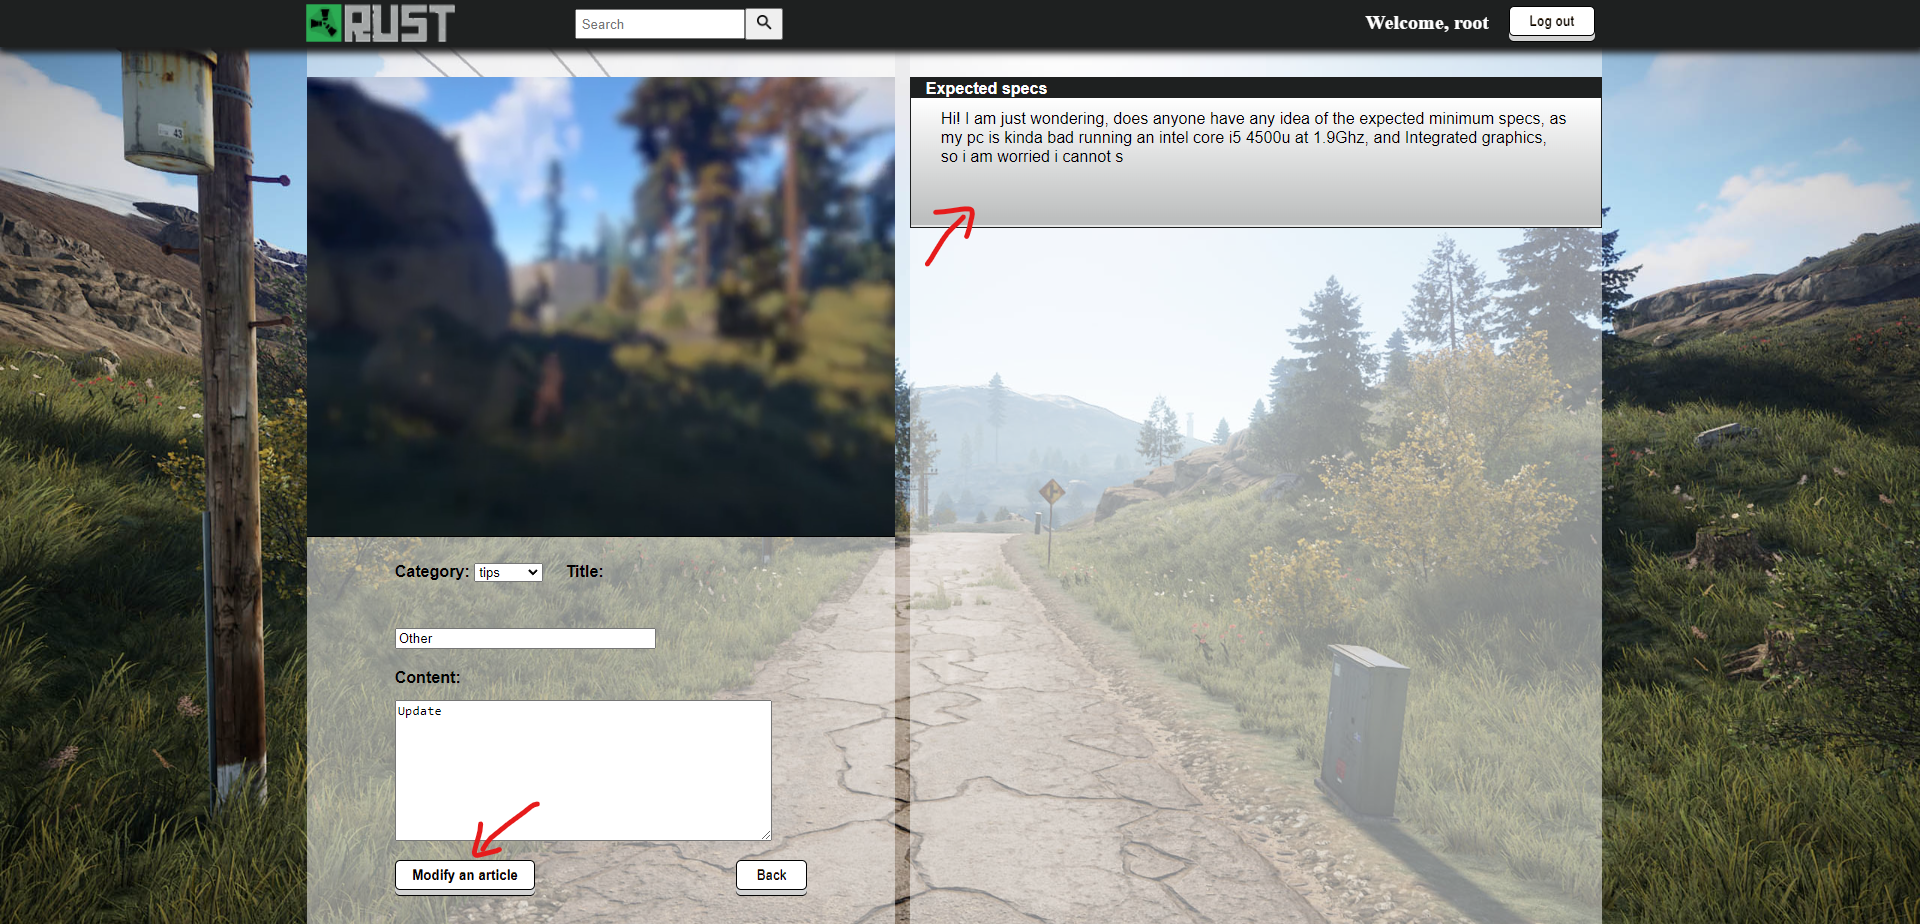 RUST
Search
Welcome, root
Log out
43
Expected specs
Hi! I am just wondering, does anyone have any idea of the expected minimum specs, as
my pc is kinda bad running an intel core i5 4500u at 1.9Ghz, and Integrated graphics,
so i am worried i cannot s
Category: tips Title:
Other
Content:
Update
Modify an article
Back